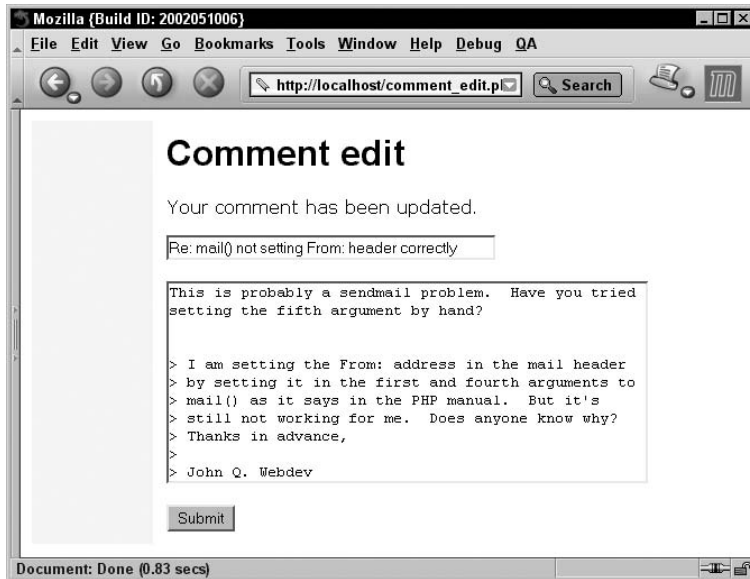 Mozilla {Build ID: 2002051006}
File Edit View Go Bookmarks Tools Window Help Debug QA
http://localhost/comment_edit.pl
Search
Comment edit
Your comment has been updated.
Re: mail() not setting From: header correctly
This is probably a sendmail problem.  Have you tried
setting the fifth argument by hand?
> I am setting the From: address in the mail header
> by setting it in the first and fourth arguments to
> mail() as it says in the PHP manual.  But it's
> still not working for me.  Does anyone know why?
> Thanks in advance,
>
> John Q. Webdev
Submit
Document: Done (0.83 secs)